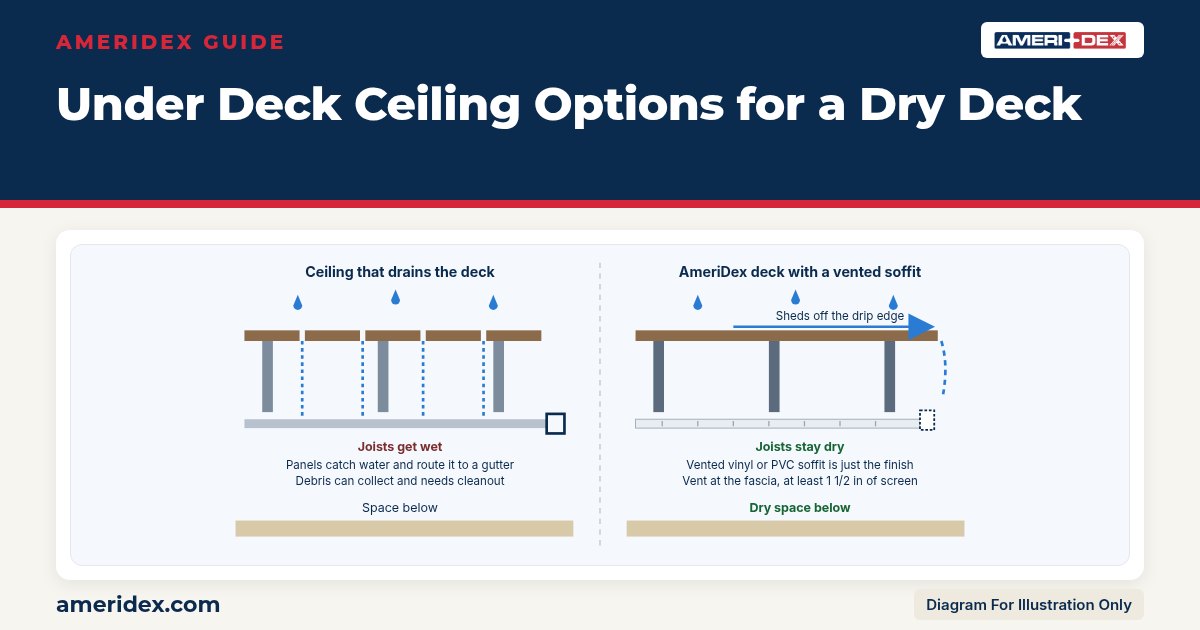 AMERIDEX GUIDE
AMERI-DEX
Under Deck Ceiling Options for a Dry Deck
Ceiling that drains the deck
Joists get wet
Panels catch water and route it to a gutter
Debris can collect and needs cleanout
Space below
AmeriDex deck with a vented soffit
Sheds off the drip edge
Joists stay dry
Vented vinyl or PVC soffit is just the finish
Vent at the fascia, at least 1 1/2 in of screen
Dry space below
ameridex.com
Diagram For Illustration Only